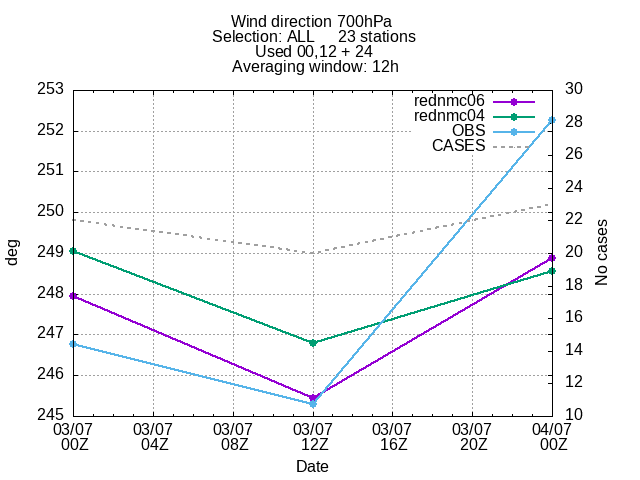 Wind direction 700hPa
Selection: ALL 23 stations
Used 00,12 + 24
Averaging window: 12h
253
252
251
250
249
248
247
246
245
deg
30
28
26
24
22
20
18
16
14
12
10
No cases
rednmc06
rednmc04
OBS
CASES
03/07 03/07 03/07 03/07 03/07 03/07 04/07
00Z 04Z 08Z 12Z 16Z 20Z 00Z
Date